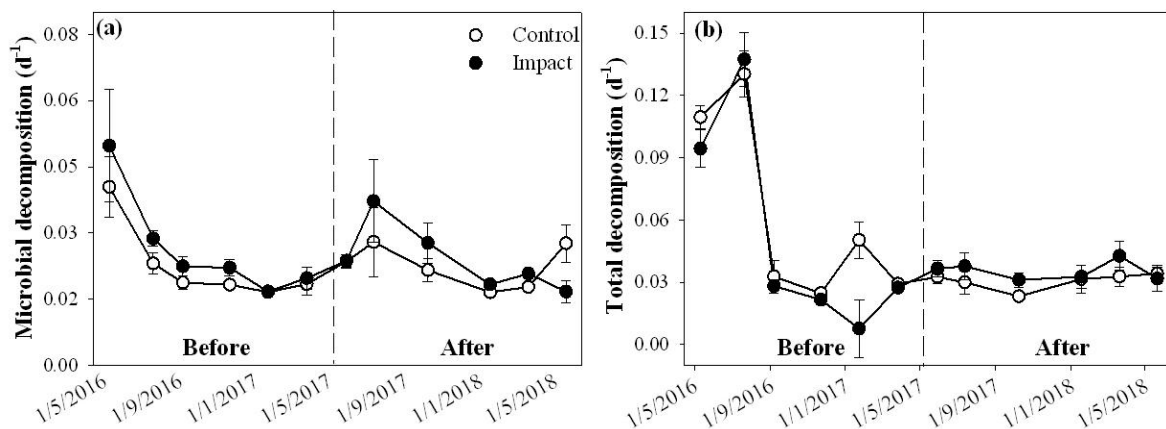 (a)
Control
Impact
Microbial decomposition (d-1)
0.08
0.06
0.05
0.03
0.02
0.00
Before
After
1/5/2016
1/9/2016
1/1/2017
1/5/2017
1/9/2017
1/1/2018
1/5/2018
(b)
Total decomposition (d-1)
0.15
0.12
0.09
0.06
0.03
0.00
Before
After
1/5/2016
1/9/2016
1/1/2017
1/5/2017
1/9/2017
1/1/2018
1/5/2018